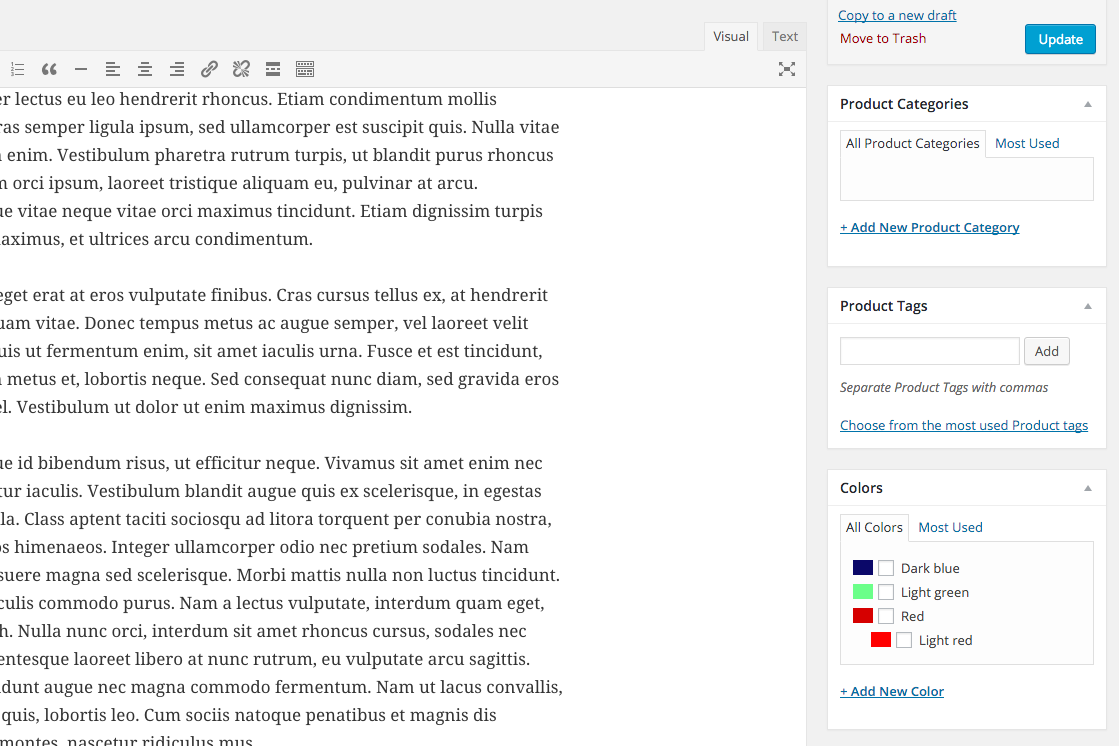 Visual
Text
er lectus eu leo hendrerit rhoncus. Etiam condimentum mollis
ras semper ligula ipsum, sed ullamcorper est suscipit quis. Nulla vitae
enim. Vestibulum pharetra rutrum turpis, ut blandit purus rhoncus
m orci ipsum, laoreet tristique aliquam eu, pulvinar at arcu.
ue vitae neque vitae orci maximus tincidunt. Etiam dignissim turpis
naximus, et ultrices arcu condimentum.
eget erat at eros vulputate finibus. Cras cursus tellus ex, at hendrerit
uam vitae. Donec tempus metus ac augue semper, vel laoreet velit
uis ut fermentum enim, sit amet iaculis urna. Fusce et est tincidunt,
metus et, lobortis neque. Sed consequat nunc diam, sed gravida eros
el. Vestibulum ut dolor ut enim maximus dignissim.
ue id bibendum risus, ut efficitur neque. Vivamus sit amet enim nec
tur iaculis. Vestibulum blandit augue quis ex scelerisque, in egestas
la. Class aptent taciti sociosqu ad litora torquent per conubia nostra,
os himenaeos. Integer ullamcorper odio nec pretium sodales. Nam
suere magna sed scelerisque. Morbi mattis nulla non luctus tincidunt.
culis commodo purus. Nam a lectus vulputate, interdum quam eget,
h. Nulla nunc orci, interdum sit amet rhoncus cursus, sodales nec
entesque laoreet libero at nunc rutrum, eu vulputate arcu sagittis.
idunt augue nec magna commodo fermentum. Nam ut lacus convallis,
quis, lobortis leo. Cum sociis natoque penatibus et magnis dis
montes, nascetur ridiculus mus.
Copy to a new draft
Move to Trash
Update
Product Categories
All Product Categories
Most Used
+ Add New Product Category
Product Tags
Add
Separate Product Tags with commas
Choose from the most used Product tags
Colors
All Colors
Most Used
Dark blue
Light green
Red
Light red
+ Add New Color